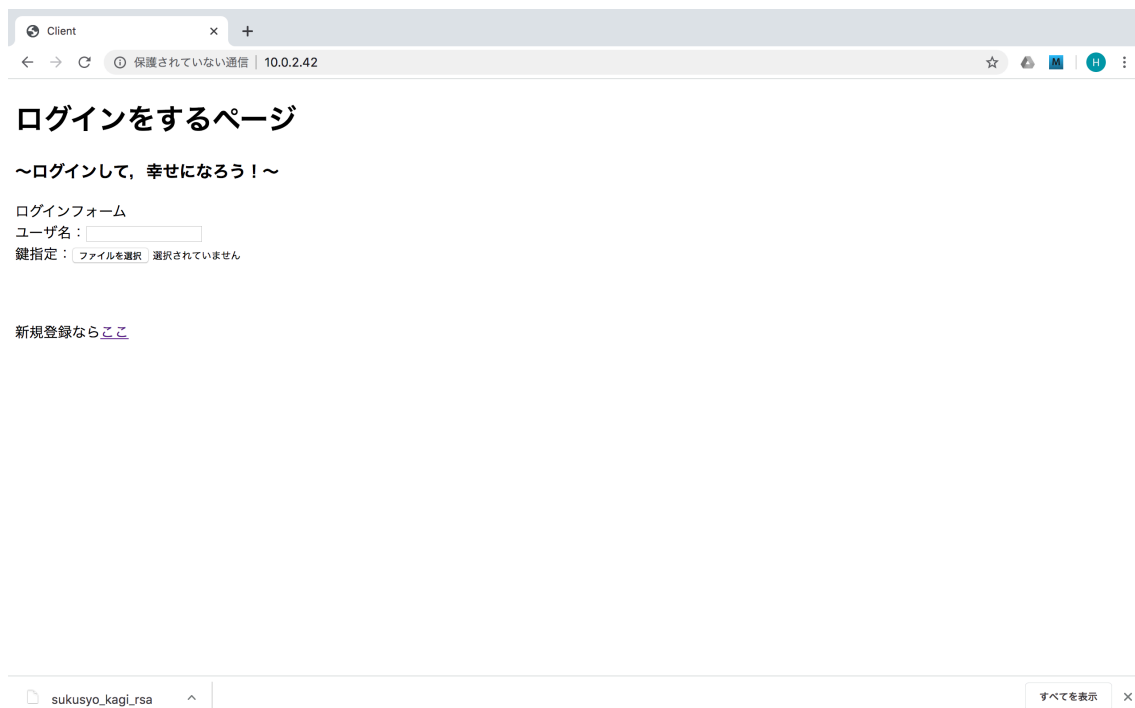 Client
保護されていない通信 10.0.2.42
M
H
ログインをするページ
〜ログインして，幸せになろう！〜
ログインフォーム
ユーザ名：
鍵指定： ファイルを選択 選択されていません
新規登録ならここ
sukusyo_kagi_rsa
すべてを表示